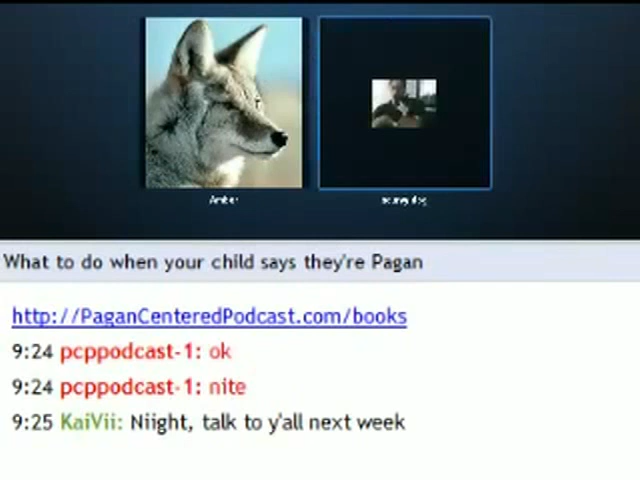 Amber
What to do when your child says they're Pagan
http://PaganCenteredPodcast.com/books
9:24 pcppodcast-1: ok
9:24 pcppodcast-1: nite
9:25 KaiVii: Niight, talk to y'all next week